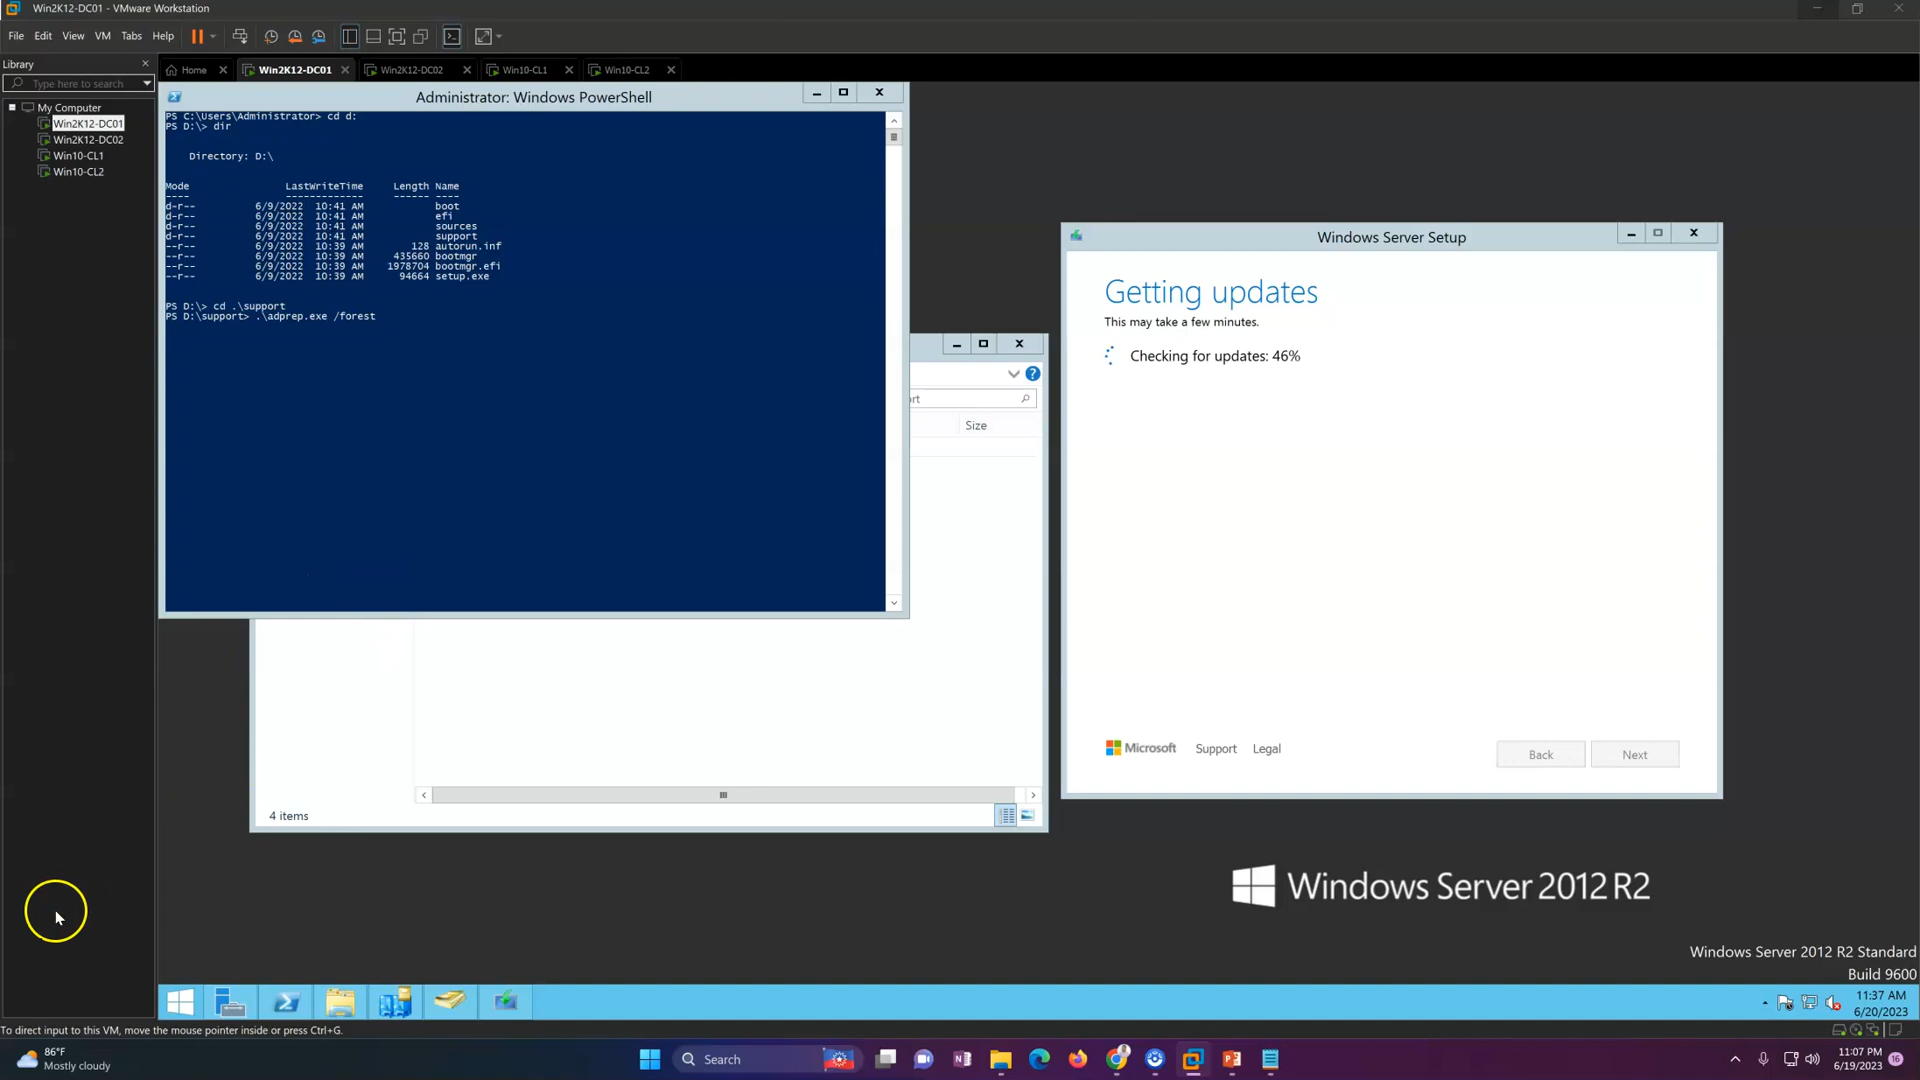 Win2K12-DC01 - VMware Workstation
File Edit View VM Tabs Help
Library
Type here to search
My Computer
Win2K12-DC01
Win2K12-DC02
Win10-CL1
Win10-CL2
Home Win2K12-DC01 Win2K12-DC02 Win10-CL1 Win10-CL2
Administrator: Windows PowerShell
PS C:\Users\Administrator> cd d:
PS D:\> dir
Directory: D:\
Mode LastWriteTime Length Name
---- ------------- ------ ----
d-r-- 6/9/2022 10:41 AM boot
d-r-- 6/9/2022 10:41 AM efi
d-r-- 6/9/2022 10:41 AM sources
d-r-- 6/9/2022 10:41 AM support
--r-- 6/9/2022 10:39 AM 128 autorun.inf
--r-- 6/9/2022 10:39 AM 435660 bootmgr
--r-- 6/9/2022 10:39 AM 1978704 bootmgr.efi
--r-- 6/9/2022 10:39 AM 94664 setup.exe
PS D:\> cd .\support
PS D:\support> .\adprep.exe /forest
Size
4 items
Windows Server Setup
Getting updates
This may take a few minutes.
Checking for updates: 46%
Microsoft Support Legal
Back Next
Windows Server 2012 R2
Windows Server 2012 R2 Standard
Build 9600
11:37 AM
6/20/2023
To direct input to this VM, move the mouse pointer inside or press Ctrl+G.
86°F
Mostly cloudy
Search
11:07 PM
6/19/2023
16